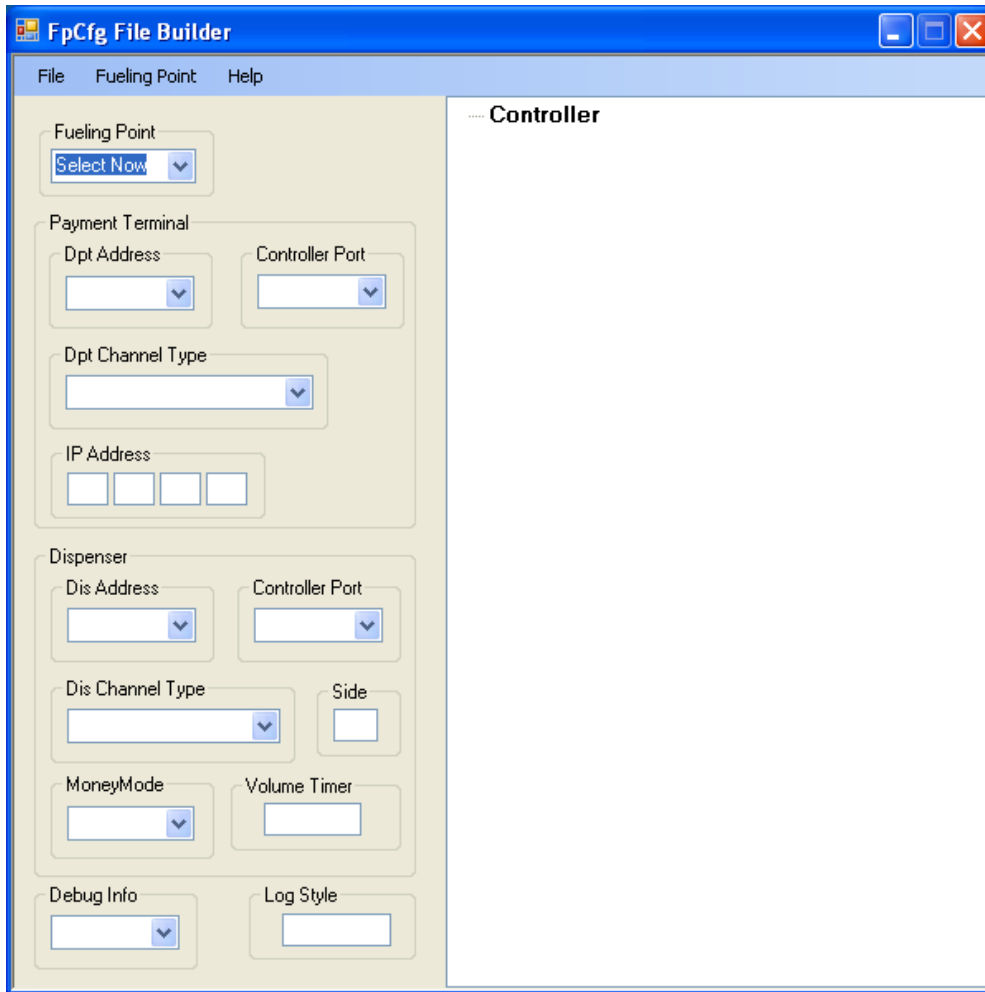 FpCfg File Builder
File Fueling Point Help
Controller
Fueling Point
Select Now
Payment Terminal
Dpt Address Controller Port
Dpt Channel Type
IP Address
Dispenser
Dis Address Controller Port
Dis Channel Type Side
MoneyMode Volume Timer
Debug Info Log Style